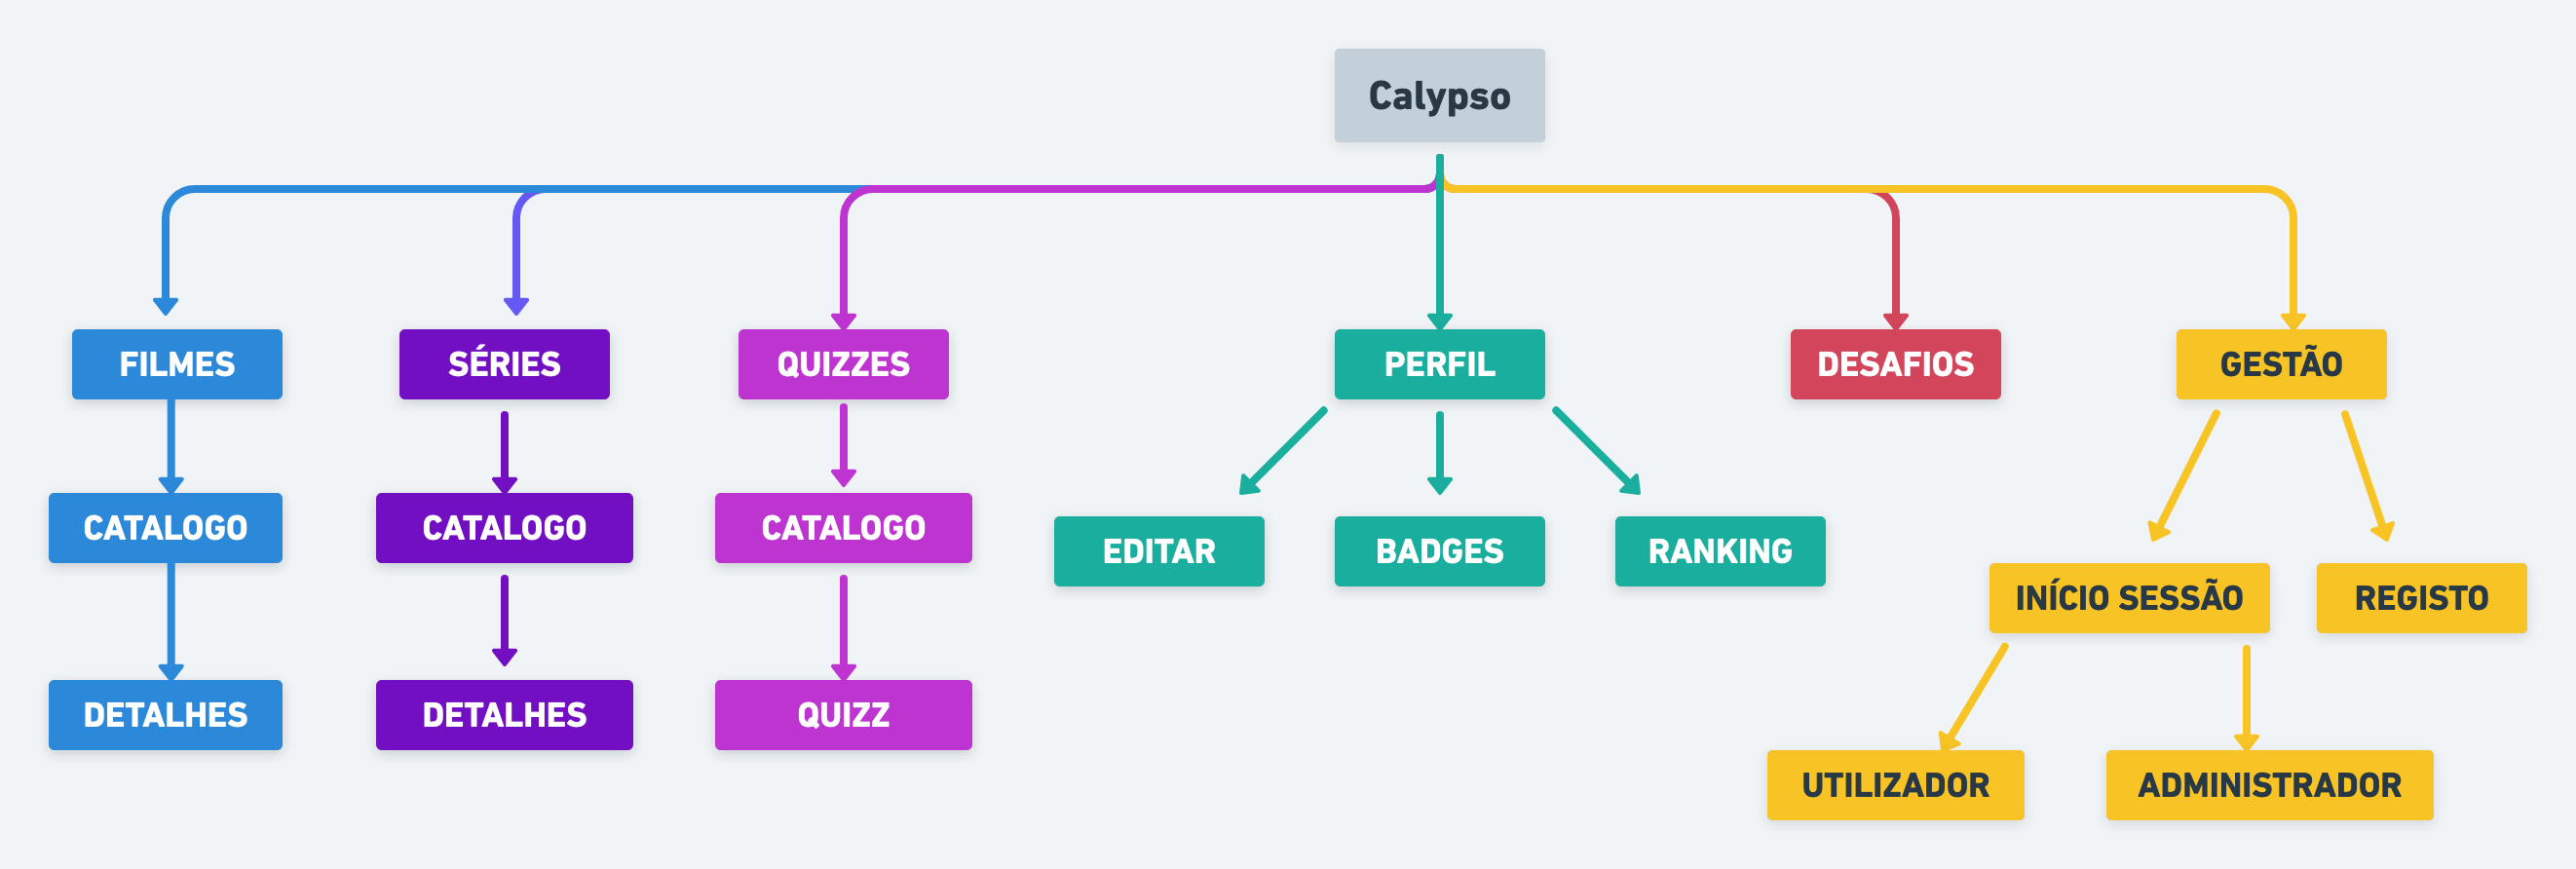 Calypso
FILMES
SÉRIES
QUIZZES
PERFIL
DESAFIOS
GESTÃO
CATALOGO
CATALOGO
CATALOGO
EDITAR
BADGES
RANKING
INÍCIO SESSÃO
REGISTO
DETALHES
DETALHES
QUIZZ
UTILIZADOR
ADMINISTRADOR